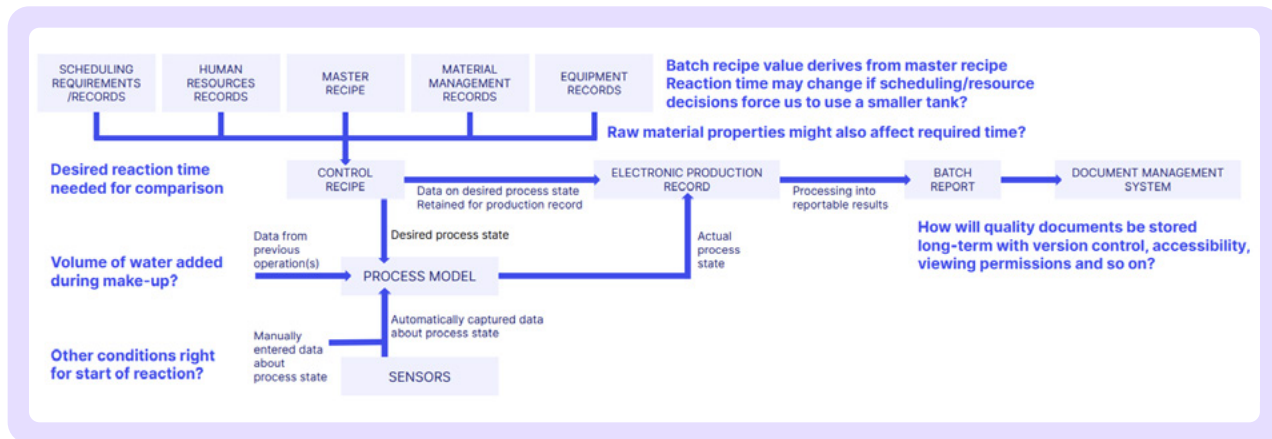 SCHEDULING
REQUIREMENTS
/RECORDS
HUMAN
RESOURCES
RECORDS
MASTER
RECIPE
MATERIAL
MANAGEMENT
RECORDS
EQUIPMENT
RECORDS
Batch recipe value derives from master recipe
Reaction time may change if scheduling/resource
decisions force us to use a smaller tank?
Raw material properties might also affect required time?
Desired reaction time
needed for comparison
CONTROL
RECIPE
Data on desired process state
Retained for production record
ELECTRONIC PRODUCTION
RECORD
Processing into
reportable results
BATCH
REPORT
DOCUMENT MANAGEMENT
SYSTEM
Data from
previous
operation(s)
Desired process state
Actual
process
state
How will quality documents be stored
long-term with version control, accessibility,
viewing permissions and so on?
Volume of water added
during make-up?
PROCESS MODEL
Automatically captured data
about process state
Manually
entered data
about
process state
Other conditions right
for start of reaction?
SENSORS